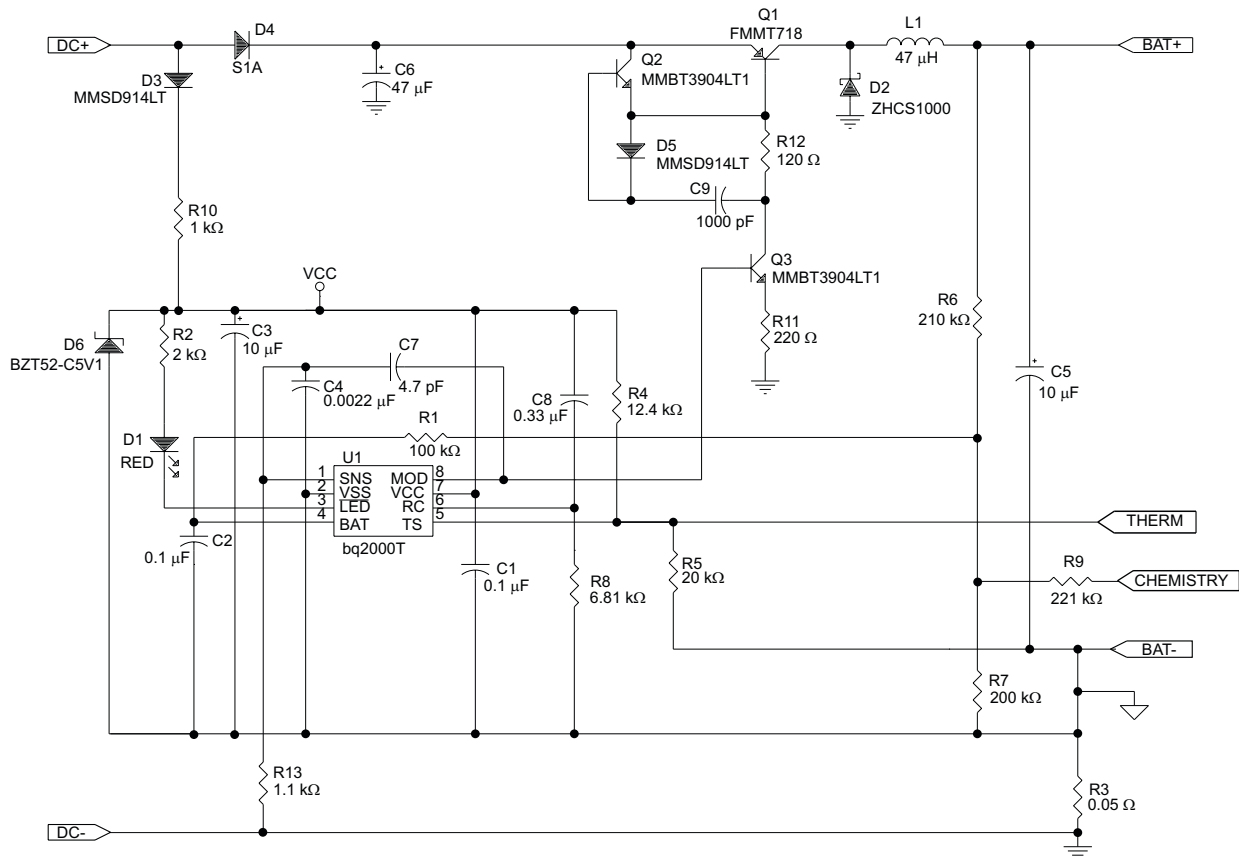 DC+
D4
S1A
D3
MMSD914LT
C6
47 μF
Q1
FMMT718
Q2
MMBT3904LT1
L1
47 μH
BAT+
D2
ZHCS1000
D5
MMSD914LT
R12
120 Ω
C9
1000 pF
R10
1 kΩ
Q3
MMBT3904LT1
VCC
R6
210 kΩ
R11
220 Ω
D6
BZT52-C5V1
R2
2 kΩ
C3
10 μF
C7
4.7 pF
C4
0.0022 μF
C8
0.33 μF
R4
12.4 kΩ
C5
10 μF
R1
100 kΩ
D1
RED
U1
1 SNS MOD 8
2 VSS VCC 7
3 LED RC 6
4 BAT TS 5
bq2000T
THERM
C2
0.1 μF
C1
0.1 μF
R8
6.81 kΩ
R5
20 kΩ
R9
221 kΩ
CHEMISTRY
BAT-
R7
200 kΩ
R13
1.1 kΩ
R3
0.05 Ω
DC-